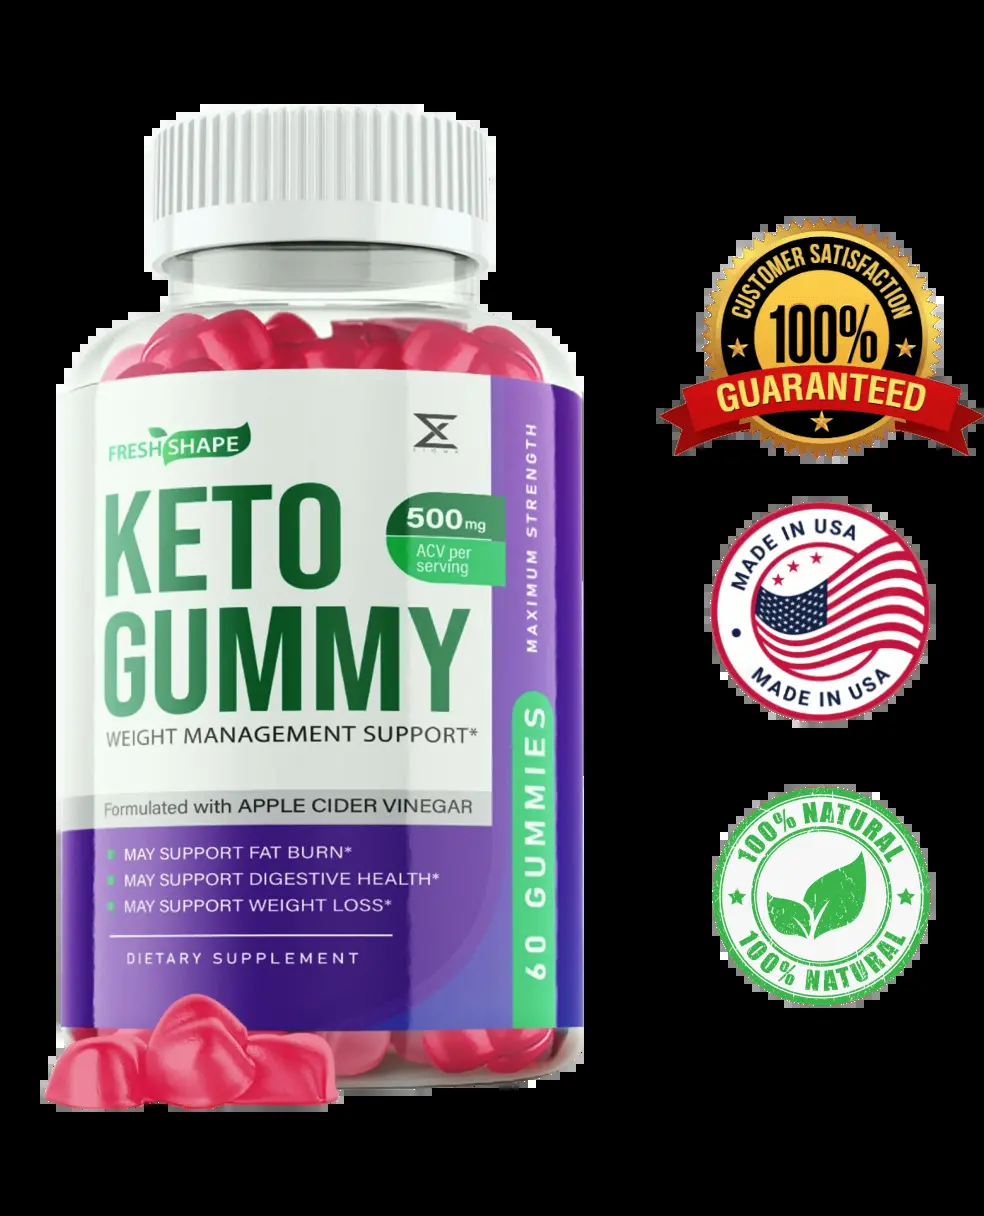 FRESH SHAPE
KETO
GUMMY
WEIGHT MANAGEMENT SUPPORT*
500mg
ACV per
serving
Formulated with APPLE CIDER VINEGAR
MAY SUPPORT FAT BURN*
MAY SUPPORT DIGESTIVE HEALTH*
MAY SUPPORT WEIGHT LOSS*
DIETARY SUPPLEMENT
MAXIMUM STRENGTH
60 GUMMIES
CUSTOMER SATISFACTION
100%
GUARANTEED
MADE IN USA
MADE IN USA
100% NATURAL
100% NATURAL